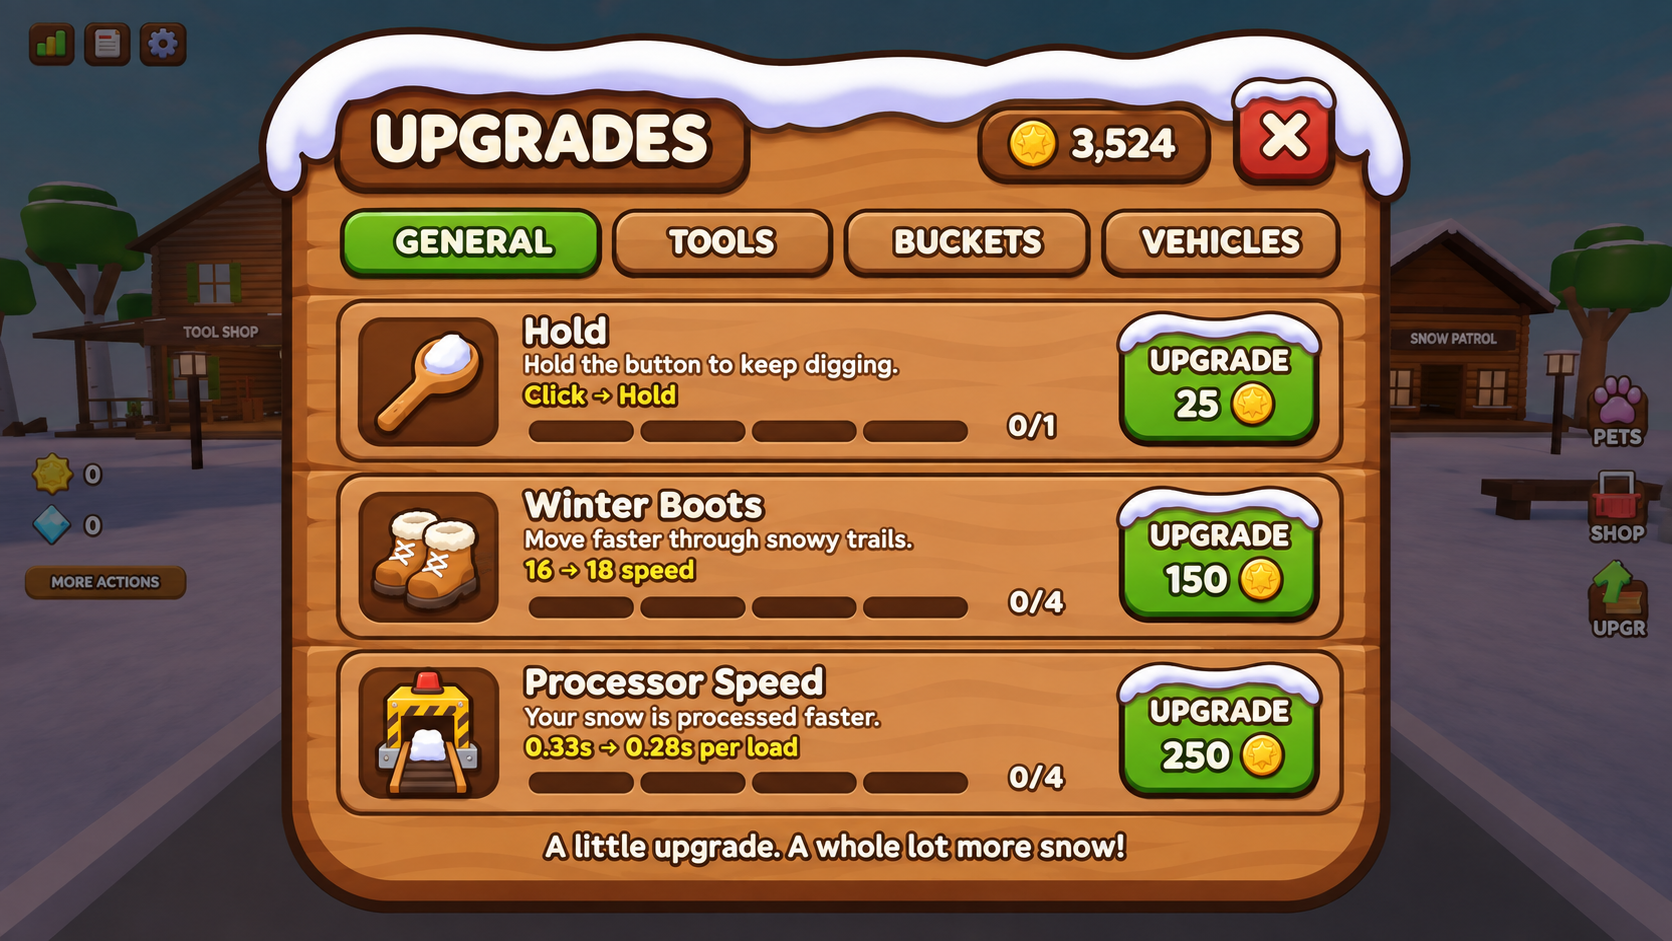 UPGRADES
3,524
GENERAL
TOOLS
BUCKETS
VEHICLES
Hold
Hold the button to keep digging.
Click → Hold
0/1
UPGRADE
25
Winter Boots
Move faster through snowy trails.
16 → 18 speed
0/4
UPGRADE
150
Processor Speed
Your snow is processed faster.
0.33s → 0.28s per load
0/4
UPGRADE
250
A little upgrade. A whole lot more snow!
TOOL SHOP
0
0
MORE ACTIONS
SNOW PATROL
PETS
SHOP
UPGR